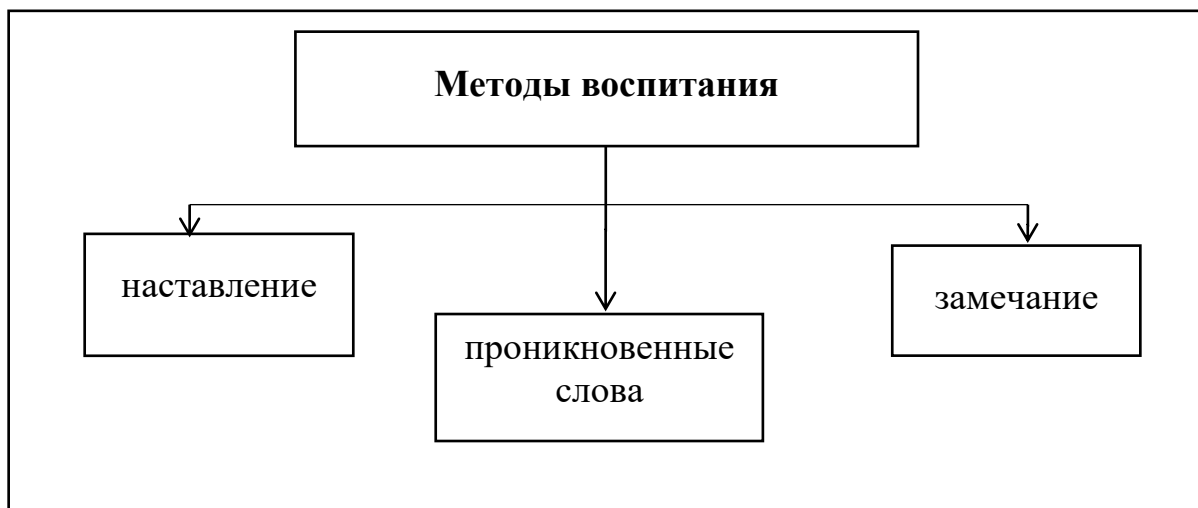 Методы воспитания
наставление
проникновенные
слова
замечание